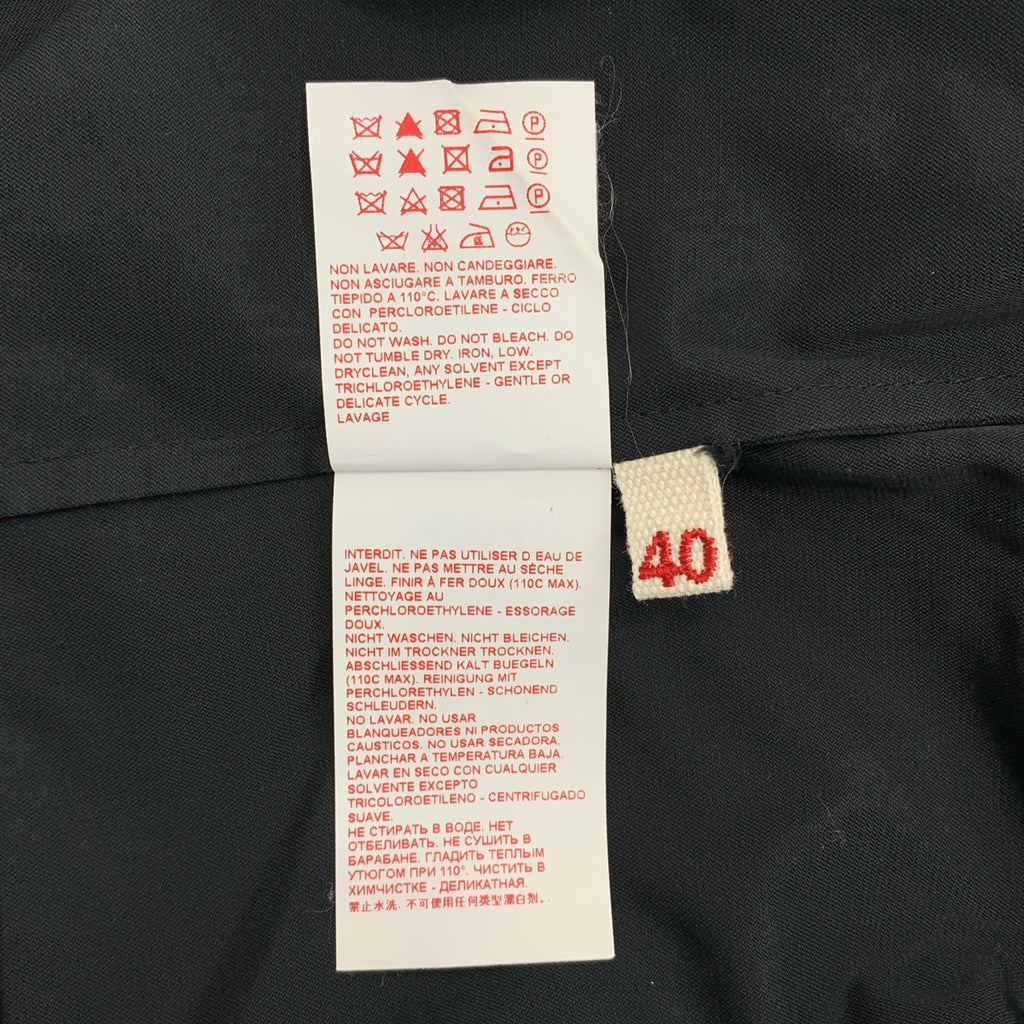 NON LAVARE. NON CANDEGGIARE.
NON ASCIUGARE A TAMBURO. FERRO
TIEPIDO A 110°C. LAVARE A SECCO
CON PERCLOROETILENE - CICLO
DELICATO.
DO NOT WASH. DO NOT BLEACH. DO
NOT TUMBLE DRY. IRON, LOW.
DRYCLEAN, ANY SOLVENT EXCEPT
TRICHLOROETHYLENE - GENTLE OR
DELICATE CYCLE.
LAVAGE
INTERDIT. NE PAS UTILISER D EAU DE
JAVEL. NE PAS METTRE AU SÈCHE
LINGE. FINIR À FER DOUX (110C MAX).
NETTOYAGE AU
PERCHLOROETHYLENE - ESSORAGE
DOUX.
NICHT WASCHEN. NICHT BLEICHEN.
NICHT IM TROCKNER TROCKNEN.
ABSCHLIESSEND KALT BUEGELN
(110C MAX). REINIGUNG MIT
PERCHLORETHYLEN - SCHONEND
SCHLEUDERN.
NO LAVAR. NO USAR
BLANQUEADORES NI PRODUCTOS
CAUSTICOS. NO USAR SECADORA.
PLANCHAR A TEMPERATURA BAJA.
LAVAR EN SECO CON CUALQUIER
SOLVENTE EXCEPTO
TRICOLOROETILENO - CENTRIFUGADO
SUAVE.
НЕ СТИРАТЬ В ВОДЕ. НЕТ
ОТБЕЛИВАТЬ. НЕ СУШИТЬ В
БАРАБАНЕ. ГЛАДИТЬ ТЕПЛЫМ
УТЮГОМ ПРИ 110°. ЧИСТИТЬ В
ХИМЧИСТКЕ - ДЕЛИКАТНАЯ.
禁止水洗. 不可使用任何类型漂白剂。.
40